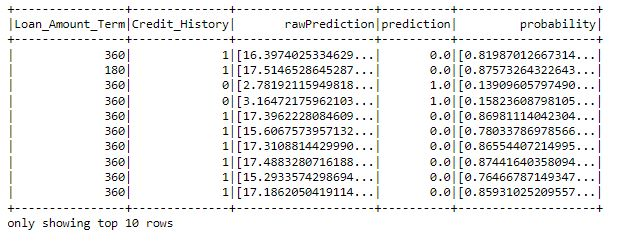 +----------------+--------------+--------------------+----------+--------------------+
|Loan_Amount_Term|Credit_History|       rawPrediction|prediction|         probability|
+----------------+--------------+--------------------+----------+--------------------+
|             360|             1|[16.3974025334629...|       0.0|[0.81987012667314...|
|             180|             1|[17.5146528645287...|       0.0|[0.87573264322643...|
|             360|             0|[2.78192115949818...|       1.0|[0.13909605797490...|
|             360|             0|[3.16472175962103...|       1.0|[0.15823608798105...|
|             360|             1|[17.3962228084609...|       0.0|[0.86981114042304...|
|             360|             1|[15.6067573957132...|       0.0|[0.78033786978566...|
|             360|             1|[17.3108814429990...|       0.0|[0.86554407214995...|
|             360|             1|[17.4883280716188...|       0.0|[0.87441640358094...|
|             360|             1|[15.2933574298694...|       0.0|[0.76466787149347...|
|             360|             1|[17.1862050419114...|       0.0|[0.85931025209557...|
+----------------+--------------+--------------------+----------+--------------------+
only showing top 10 rows